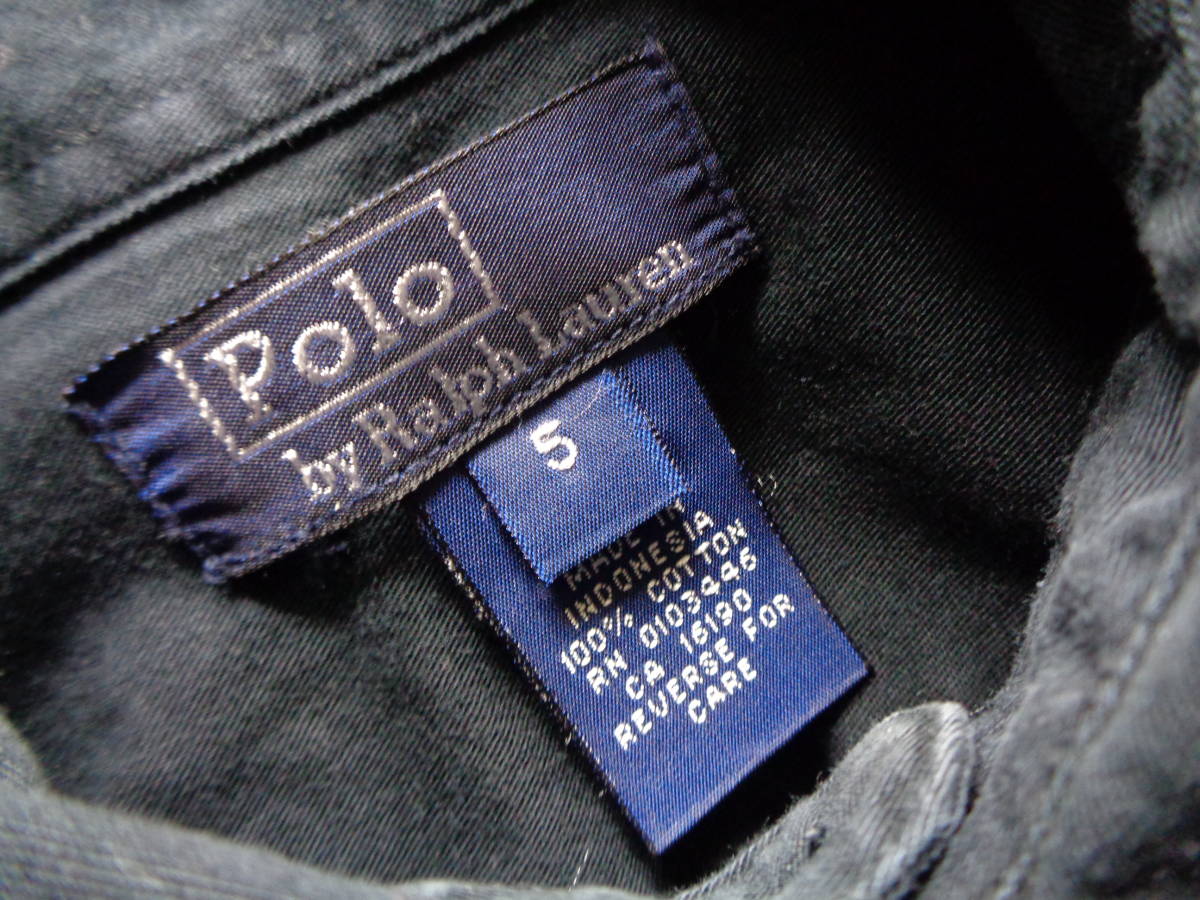 Polo
by Ralph Lauren
5
MADE IN
INDONESIA
100% COTTON
RN 0103446
CA 16190
REVERSE FOR
CARE